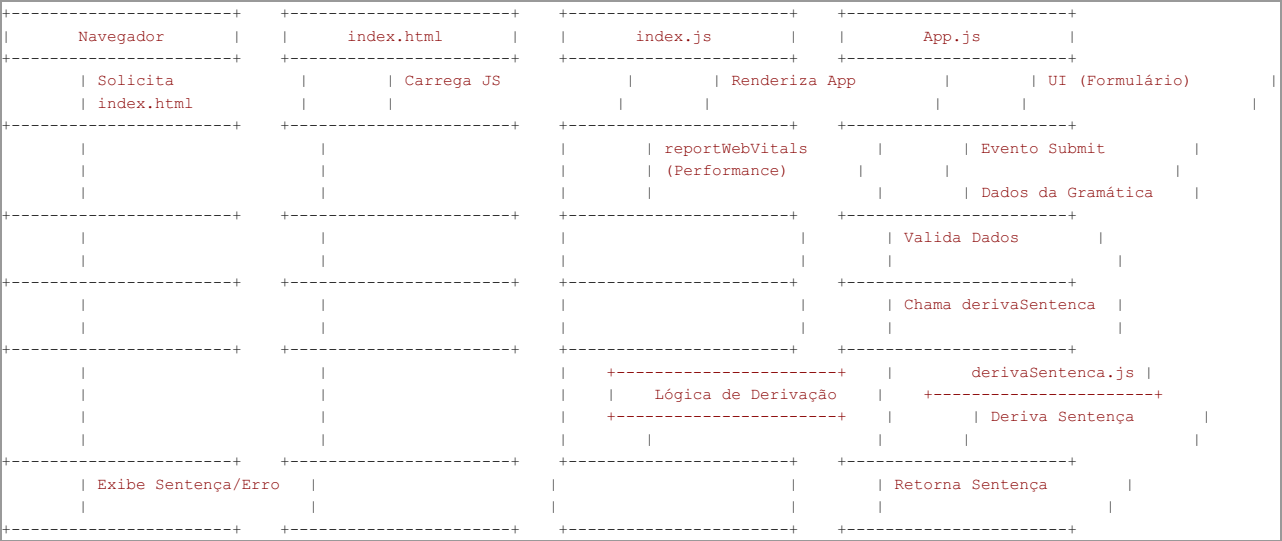 +-----------------------+ +-----------------------+ +-----------------------+ +-----------------------+
| Navegador | | index.html | | index.js | | App.js |
+-----------------------+ +-----------------------+ +-----------------------+ +-----------------------+
| Solicita | | Carrega JS | | Renderiza App | | UI (Formulário) |
| index.html | | | | | | | |
+-----------------------+ +-----------------------+ +-----------------------+ +-----------------------+
| | | | reportWebVitals | | Evento Submit |
| | | | (Performance) | | |
| | | | | | Dados da Gramática |
+-----------------------+ +-----------------------+ +-----------------------+ +-----------------------+
| | | | | Valida Dados |
| | | | | |
+-----------------------+ +-----------------------+ +-----------------------+ +-----------------------+
| | | | | Chama derivaSentenca |
| | | | | |
+-----------------------+ +-----------------------+ +-----------------------+ +-----------------------+
| | | +-----------------------+ | derivaSentenca.js |
| | | | Lógica de Derivação | +-----------------------+
| | | +-----------------------+ | | Deriva Sentença |
| | | | | | |
+-----------------------+ +-----------------------+ +-----------------------+ +-----------------------+
| Exibe Sentença/Erro | | | | Retorna Sentença |
| | | | | |
+-----------------------+ +-----------------------+ +-----------------------+ +-----------------------+